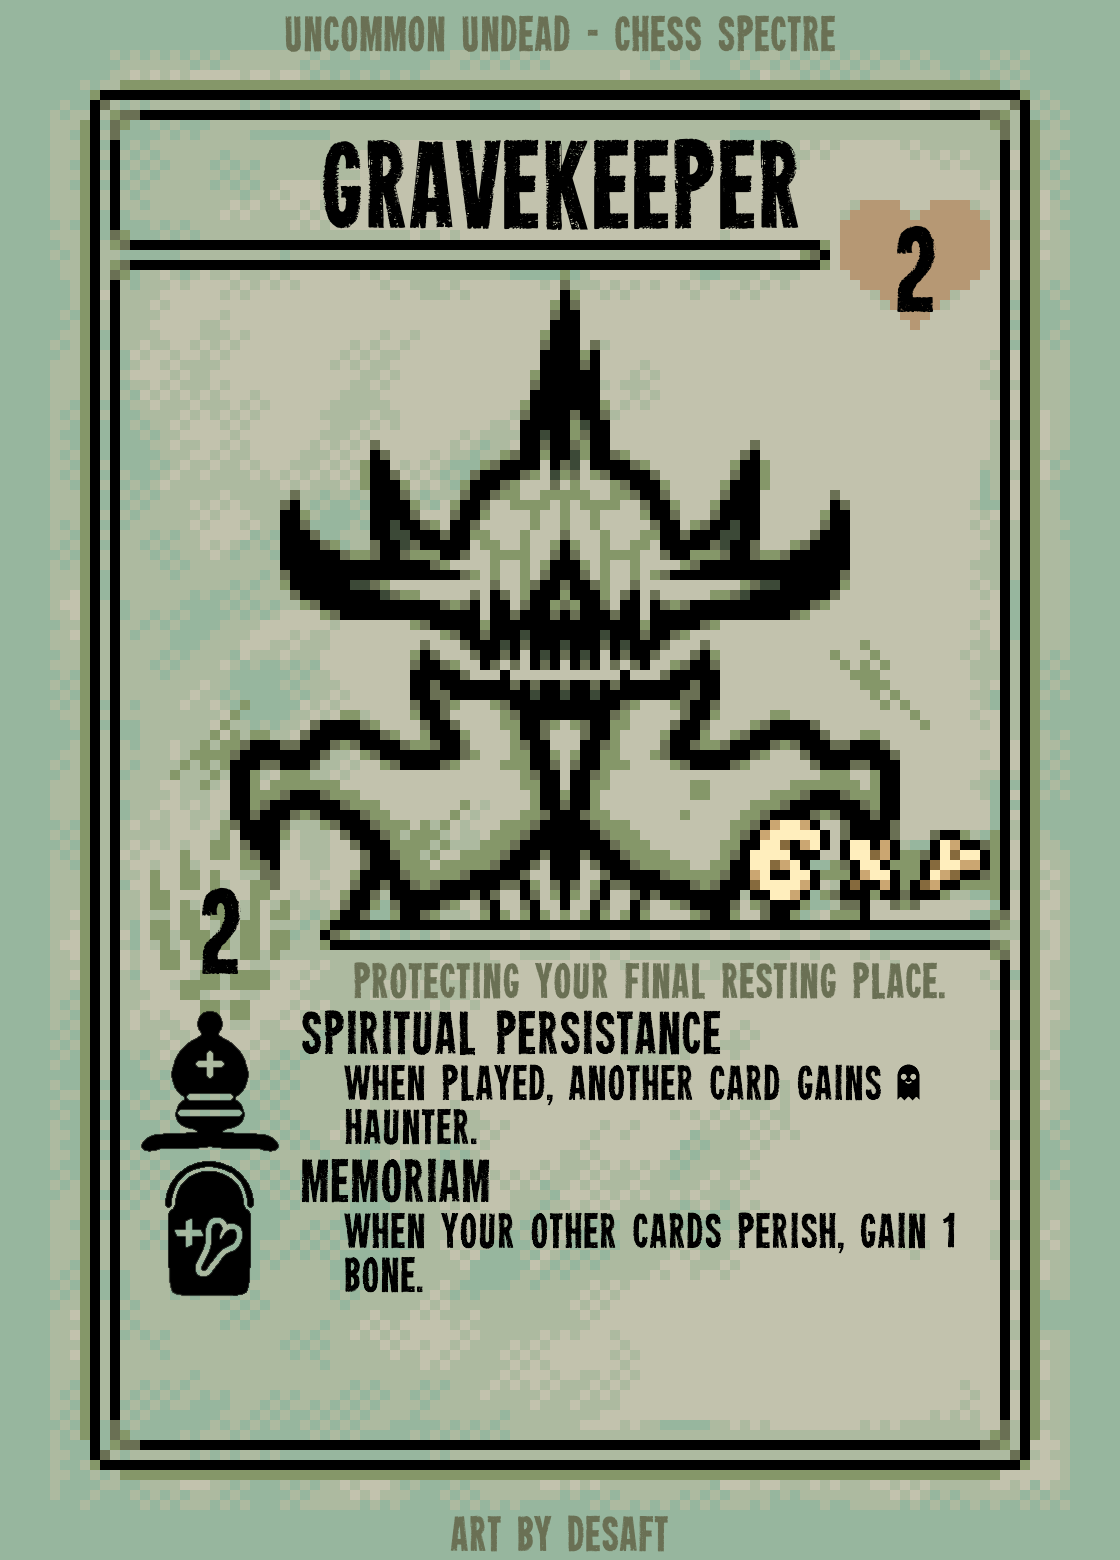 UNCOMMON UNDEAD - CHESS SPECTRE
GRAVEKEEPER
2
6 X
2
PROTECTING YOUR FINAL RESTING PLACE.
SPIRITUAL PERSISTANCE
WHEN PLAYED, ANOTHER CARD GAINS
HAUNTER.
MEMORIAM
WHEN YOUR OTHER CARDS PERISH, GAIN 1
BONE.
ART BY DESAFT